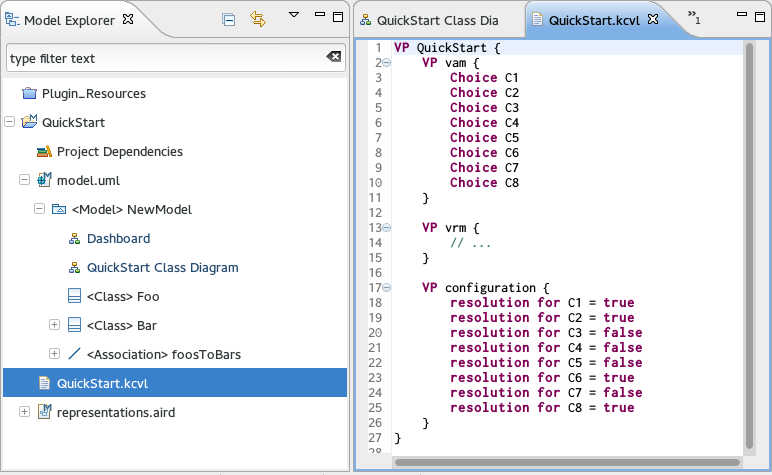 Model Explorer
type filter text
Plugin_Resources
QuickStart
Project Dependencies
model.uml
<Model> NewModel
Dashboard
QuickStart Class Diagram
<Class> Foo
<Class> Bar
<Association> foosToBars
QuickStart.kcvl
representations.aird
QuickStart Class Dia
QuickStart.kcvl
»1
1 VP QuickStart {
2 VP vam {
3 Choice C1
4 Choice C2
5 Choice C3
6 Choice C4
7 Choice C5
8 Choice C6
9 Choice C7
10 Choice C8
11 }
12
13 VP vrm {
14 // ...
15 }
16
17 VP configuration {
18 resolution for C1 = true
19 resolution for C2 = true
20 resolution for C3 = false
21 resolution for C4 = false
22 resolution for C5 = false
23 resolution for C6 = true
24 resolution for C7 = false
25 resolution for C8 = true
26 }
27 }
28